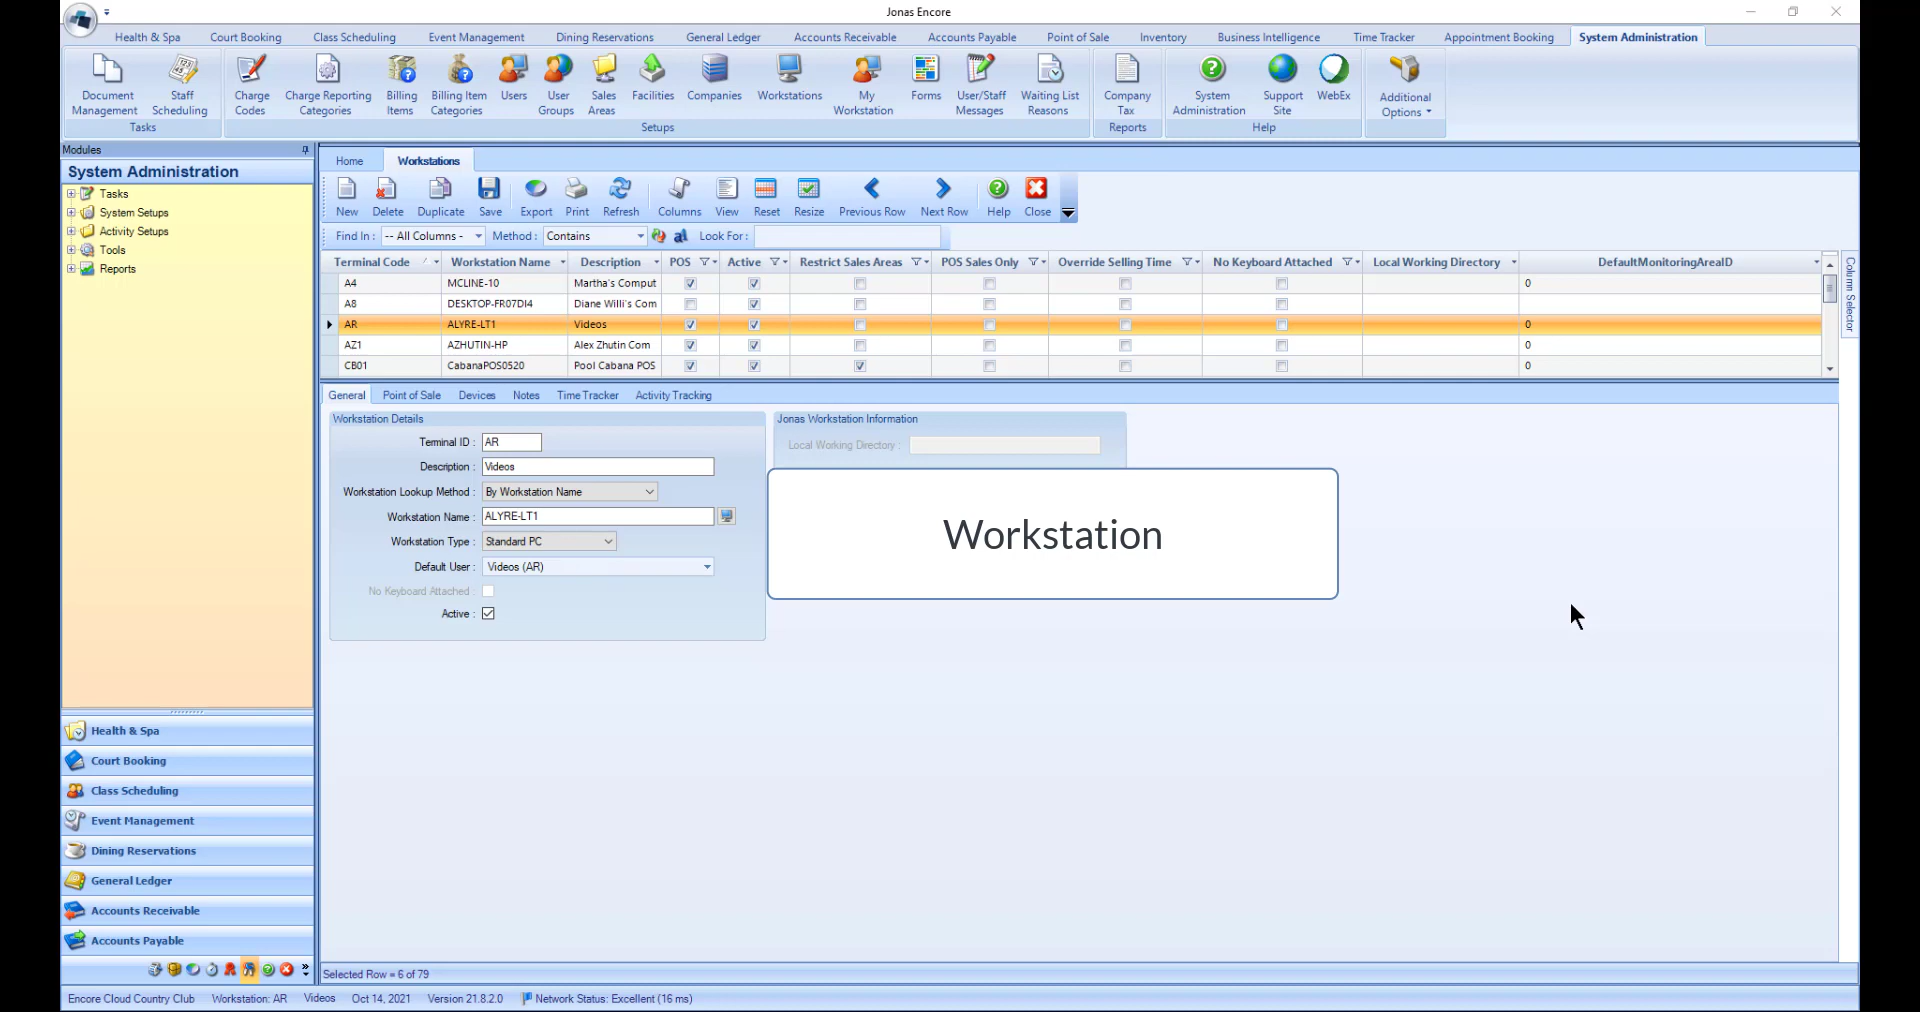 Jonas Encore
Health & Spa Court Booking Class Scheduling Event Management Dining Reservations General Ledger Accounts Receivable Accounts Payable Point of Sale Inventory Business Intelligence Time Tracker Appointment Booking System Administration
Document Management Staff Scheduling Charge Codes Charge Reporting Categories Billing Items Billing Item Categories Users User Groups Sales Areas Facilities Companies Workstations My Workstation Forms User/Staff Messages Waiting List Reasons Company Tax System Administration Support Site WebEx Additional Options
Tasks Setups Reports Help
Modules
System Administration
Tasks
System Setups
Activity Setups
Tools
Reports
Health & Spa
Court Booking
Class Scheduling
Event Management
Dining Reservations
General Ledger
Accounts Receivable
Accounts Payable
Home Workstations
New Delete Duplicate Save Export Print Refresh Columns View Reset Resize Previous Row Next Row Help Close
Find In : -- All Columns - Method : Contains Look For :
Terminal Code Workstation Name Description POS Active Restrict Sales Areas POS Sales Only Override Selling Time No Keyboard Attached Local Working Directory DefaultMonitoringAreaID
A4 MCLINE-10 Martha's Comput 0
A8 DESKTOP-FR07DI4 Diane Willi's Com
AR ALYRE-LT1 Videos 0
AZ1 AZHUTIN-HP Alex Zhutin Com 0
CB01 CabanaPOS0520 Pool Cabana POS 0
Column Selector
General Point of Sale Devices Notes Time Tracker Activity Tracking
Workstation Details
Terminal ID : AR
Description : Videos
Workstation Lookup Method : By Workstation Name
Workstation Name : ALYRE-LT1
Workstation Type : Standard PC
Default User : Videos (AR)
No Keyboard Attached :
Active :
Jonas Workstation Information
Local Working Directory :
Workstation
Selected Row = 6 of 79
Encore Cloud Country Club Workstation: AR Videos Oct 14, 2021 Version 21.8.2.0 Network Status: Excellent (16 ms)